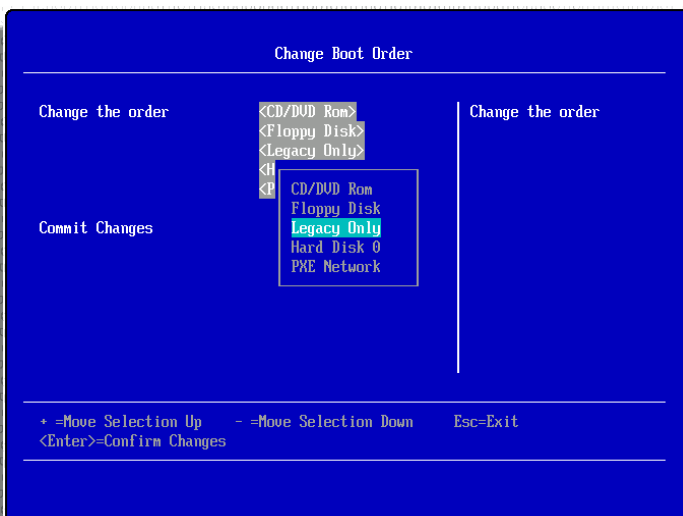 Change Boot Order
Change the order
<CD/DVD Rom>
<Floppy Disk>
<Legacy Only>
<H
<P
Change the order
CD/DVD Rom
Floppy Disk
Legacy Only
Hard Disk 0
PXE Network
Commit Changes
+ =Move Selection Up - =Move Selection Down Esc=Exit
<Enter>=Confirm Changes